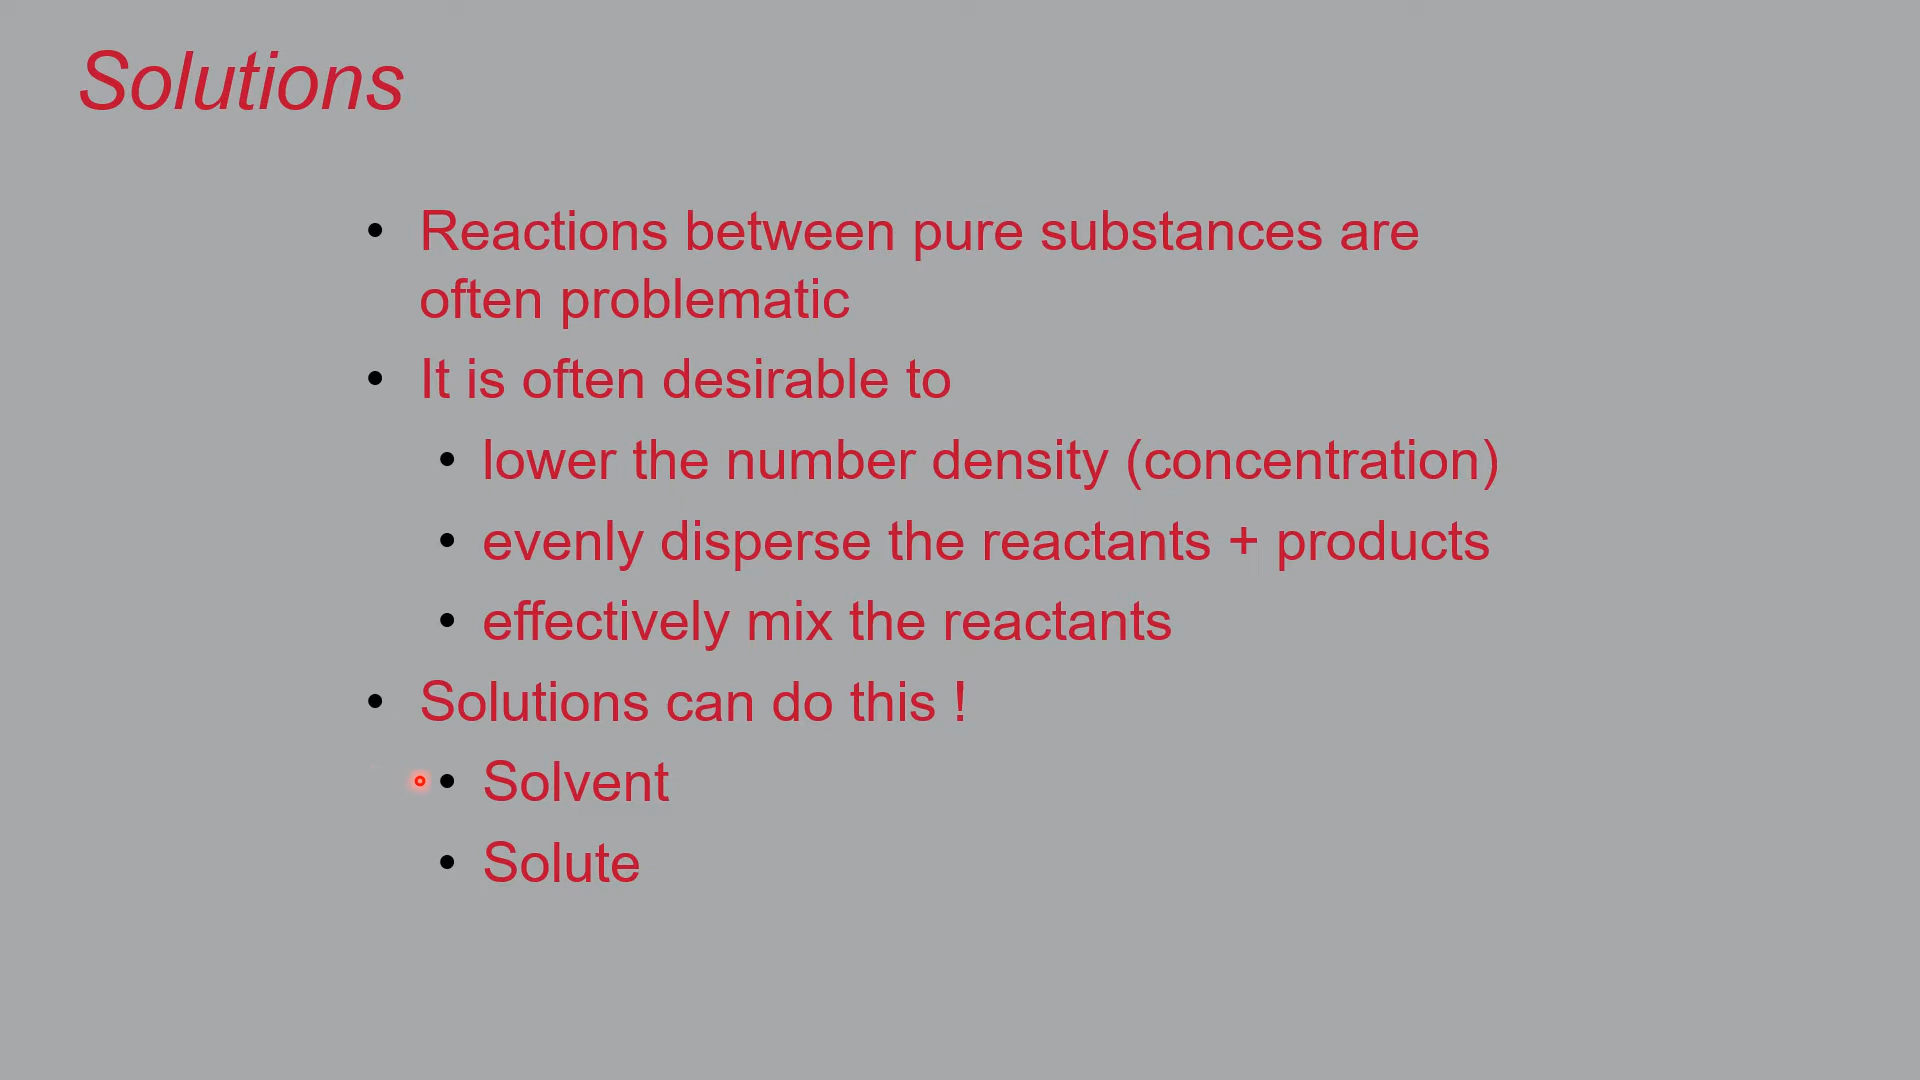 Solutions
• Reactions between pure substances are
often problematic
• It is often desirable to
• lower the number density (concentration)
• evenly disperse the reactants + products
• effectively mix the reactants
• Solutions can do this !
• Solvent
• Solute